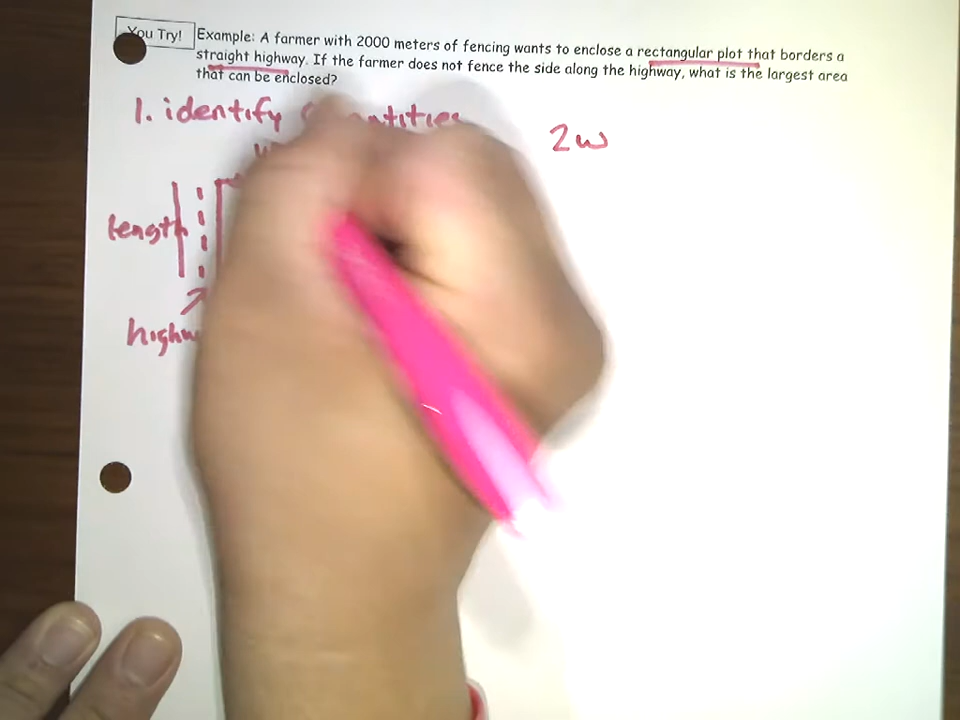 You Try! Example: A farmer with 2000 meters of fencing wants to enclose a rectangular plot that borders a
straight highway. If the farmer does not fence the side along the highway, what is the largest area
that can be enclosed?
1. identify
2w
length